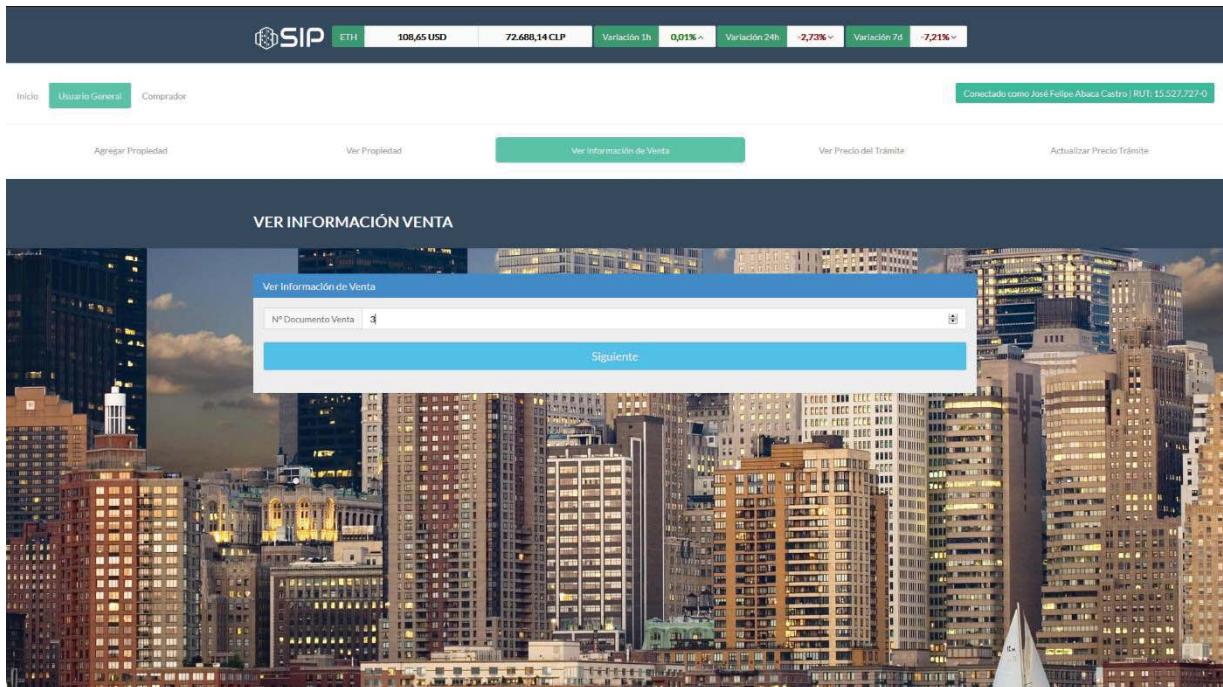 SIP ETH 108,65 USD 72.688,14 CLP Variación 1h 0,01% Variación 24h -2,73% Variación 7d -7,21%
Inicio Usuario General Comprador Conectado como José Felipe Abaca Castro | RUT: 15.527.727-0
Agregar Propiedad Ver Propiedad Ver Información de Venta Ver Precio del Trámite Actualizar Precio Trámite
VER INFORMACIÓN VENTA
Ver Información de Venta
Nº Documento Venta 3
Siguiente